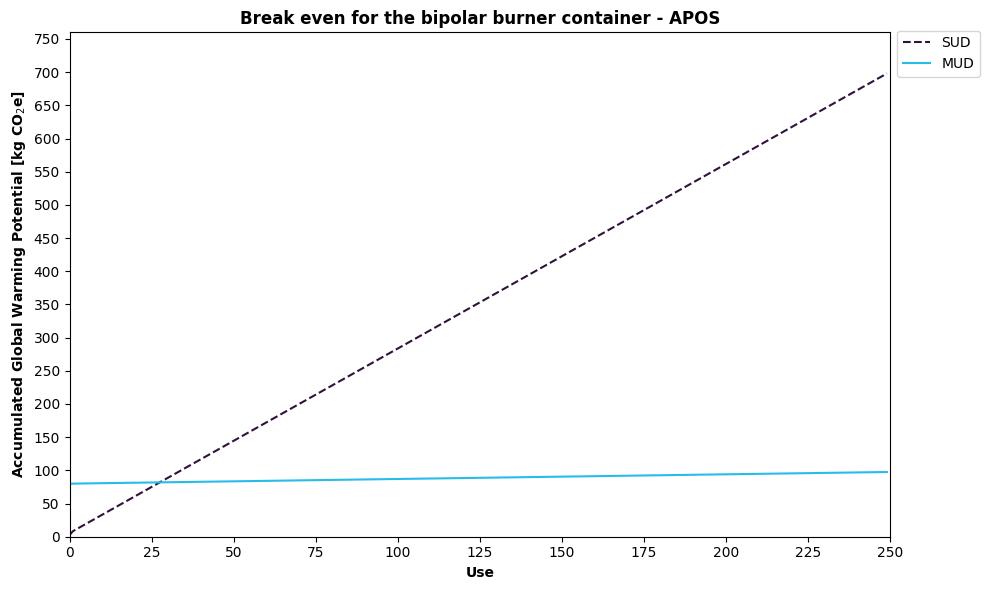 Break even for the bipolar burner container - APOS
SUD
MUD
Accumulated Global Warming Potential [kg CO₂e]
750
700
650
600
550
500
450
400
350
300
250
200
150
100
50
0
0 25 50 75 100 125 150 175 200 225 250
Use